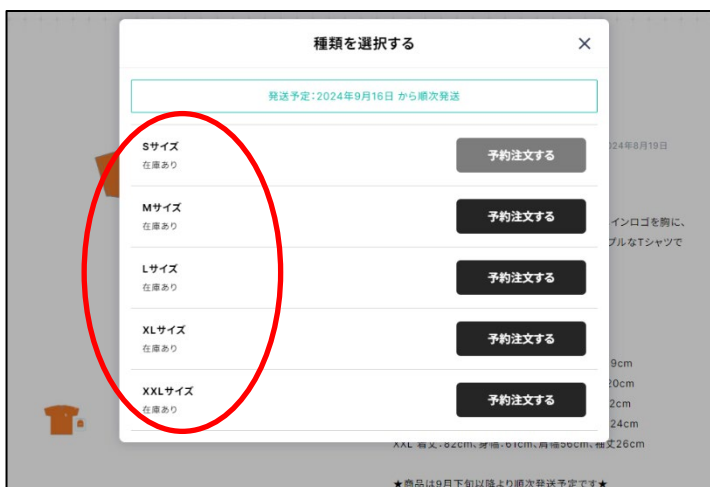 種類を選択する
発送予定:2024年9月16日 から順次発送
Sサイズ
在庫あり
予約注文する
024年8月19日
Mサイズ
在庫あり
予約注文する
インロゴを胸に、
プルなTシャツで
Lサイズ
在庫あり
予約注文する
XLサイズ
在庫あり
予約注文する
9cm
20cm
XXLサイズ
在庫あり
予約注文する
2cm
24cm
XXL 着丈:82cm、身幅:61cm、肩幅56cm、袖丈26cm
★商品は9月下旬以降より順次発送予定です★